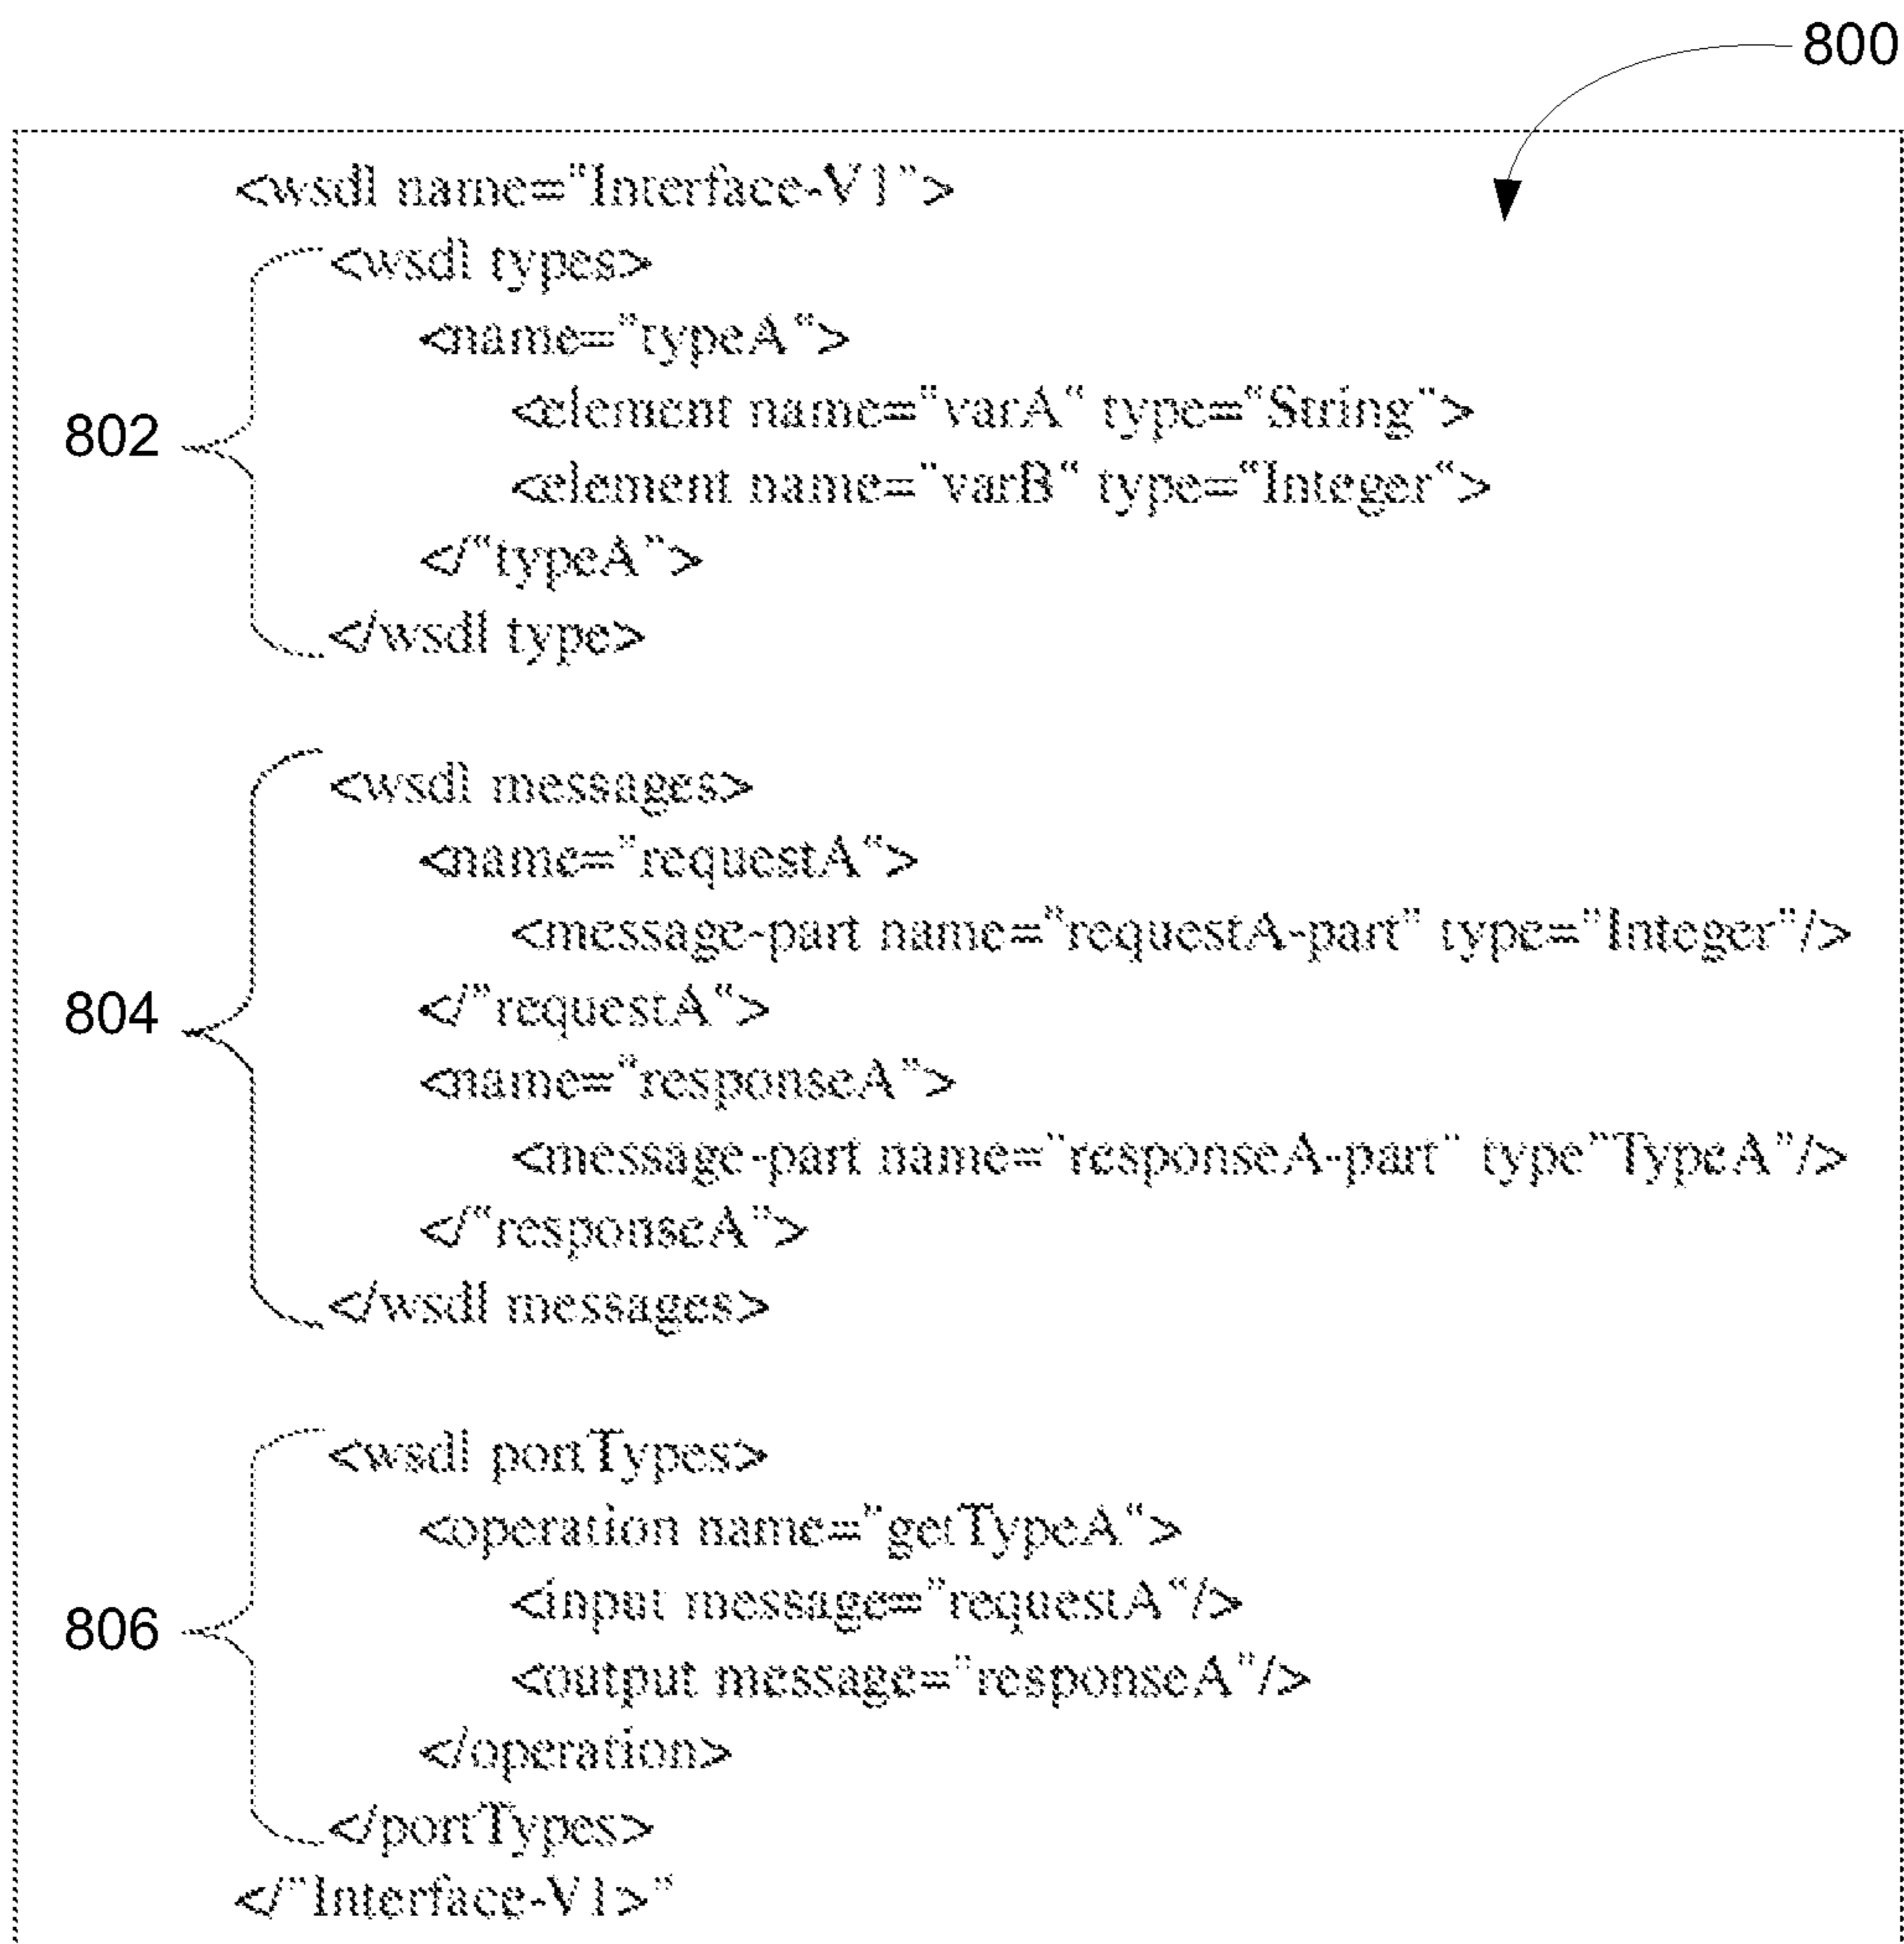 800
<wsdl name="Interface-V1">
<wsdl types>
<name="typeA">
802
<element name="varA" type="String">
<element name="varB" type="Integer">
</"typeA">
</wsdl type>
<wsdl messages>
<name="requestA">
<message-part name="requestA-part" type="Integer"/>
804
</"requestA">
<name="responseA">
<message-part name="responseA-part" type"TypeA"/>
</"responseA">
</wsdl messages>
<wsdl portTypes>
<operation name="getTypeA">
<input message="requestA"/>
806
<output message="responseA"/>
</operation>
</portTypes>
</"Interface-V1>"